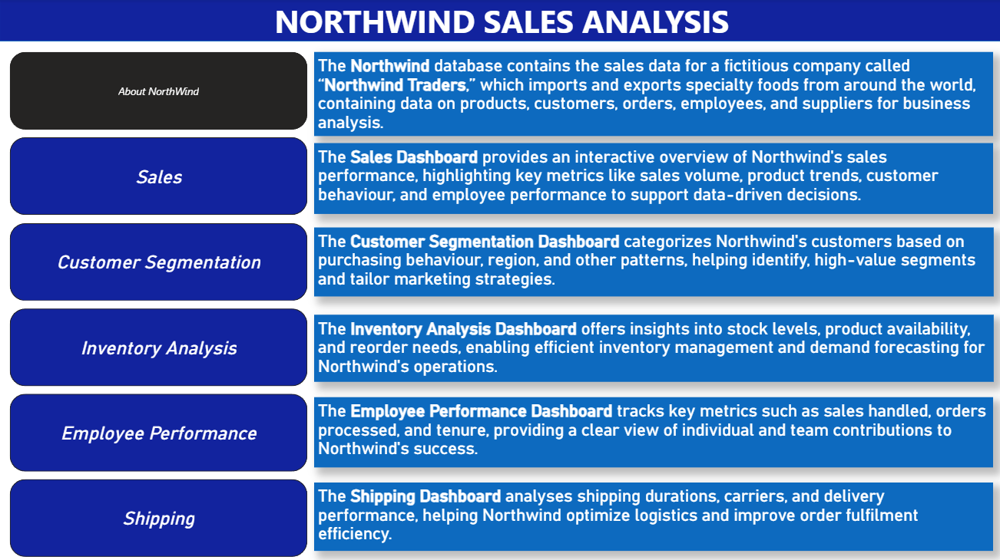 NORTHWIND SALES ANALYSIS
About NorthWind
The Northwind database contains the sales data for a fictitious company called
“Northwind Traders,” which imports and exports specialty foods from around the world,
containing data on products, customers, orders, employees, and suppliers for business
analysis.
Sales
The Sales Dashboard provides an interactive overview of Northwind's sales
performance, highlighting key metrics like sales volume, product trends, customer
behaviour, and employee performance to support data-driven decisions.
Customer Segmentation
The Customer Segmentation Dashboard categorizes Northwind's customers based on
purchasing behaviour, region, and other patterns, helping identify, high-value segments
and tailor marketing strategies.
Inventory Analysis
The Inventory Analysis Dashboard offers insights into stock levels, product availability,
and reorder needs, enabling efficient inventory management and demand forecasting for
Northwind's operations.
Employee Performance
The Employee Performance Dashboard tracks key metrics such as sales handled, orders
processed, and tenure, providing a clear view of individual and team contributions to
Northwind's success.
Shipping
The Shipping Dashboard analyses shipping durations, carriers, and delivery
performance, helping Northwind optimize logistics and improve order fulfilment
efficiency.